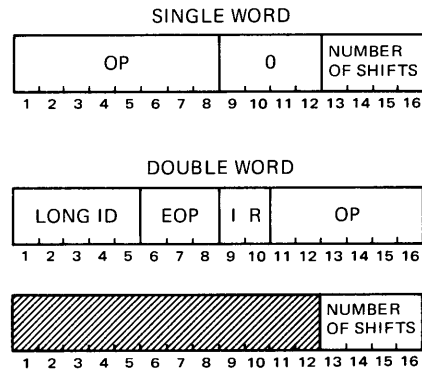 SINGLE WORD
OP 0 NUMBER OF SHIFTS
1 2 3 4 5 6 7 8 9 10 11 12 13 14 15 16
DOUBLE WORD
LONG ID EOP I R OP
1 2 3 4 5 6 7 8 9 10 11 12 13 14 15 16
NUMBER
OF SHIFTS
1 2 3 4 5 6 7 8 9 10 11 12 13 14 15 16